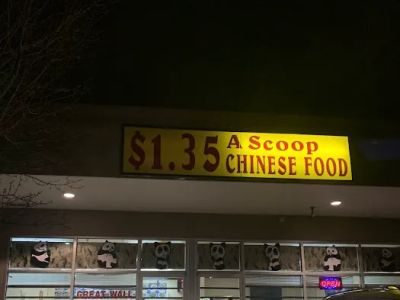 $1.35
A Scoop
CHINESE FOOD
GREAT WALL
OPEN